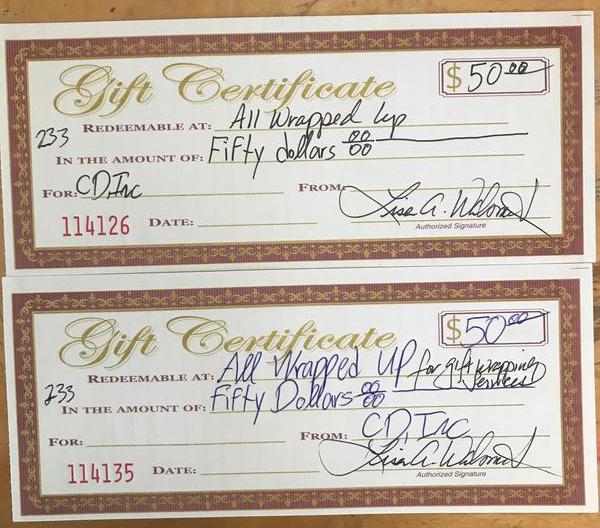 Gift Certificate
$50.00
233
REDEEMABLE AT: All Wrapped Up
IN THE AMOUNT OF: Fifty dollars 00/00
FOR: CD, Inc FROM:
Lisa A.
Authorized Signature
114126 DATE:
Gift Certificate
$50.00
REDEEMABLE AT: All Wrapped Up for gift wrapping services
233
IN THE AMOUNT OF: Fifty Dollars 00/00
FOR: FROM: CD, Inc
Lisa A.
Authorized Signature
114135 DATE: